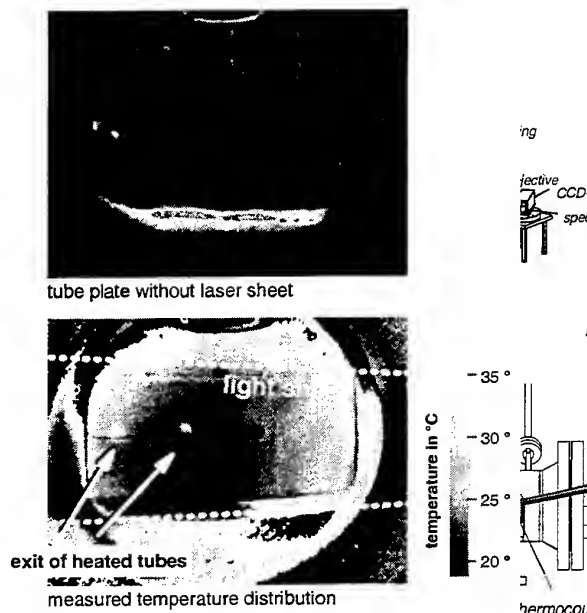 tube plate without laser sheet
light
exit of heated tubes
measured temperature distribution
temperature in °C
35 °
30 °
25 °
20 °
ing
jective
CCD-
spec
hermocou